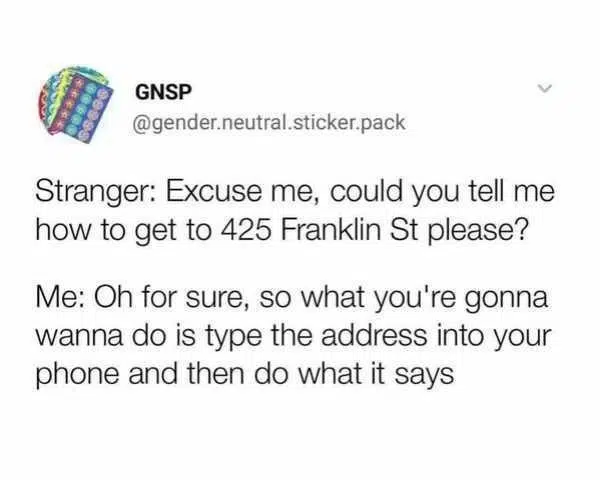 GNSP
@gender.neutral.sticker.pack
Stranger: Excuse me, could you tell me
how to get to 425 Franklin St please?
Me: Oh for sure, so what you're gonna
wanna do is type the address into your
phone and then do what it says